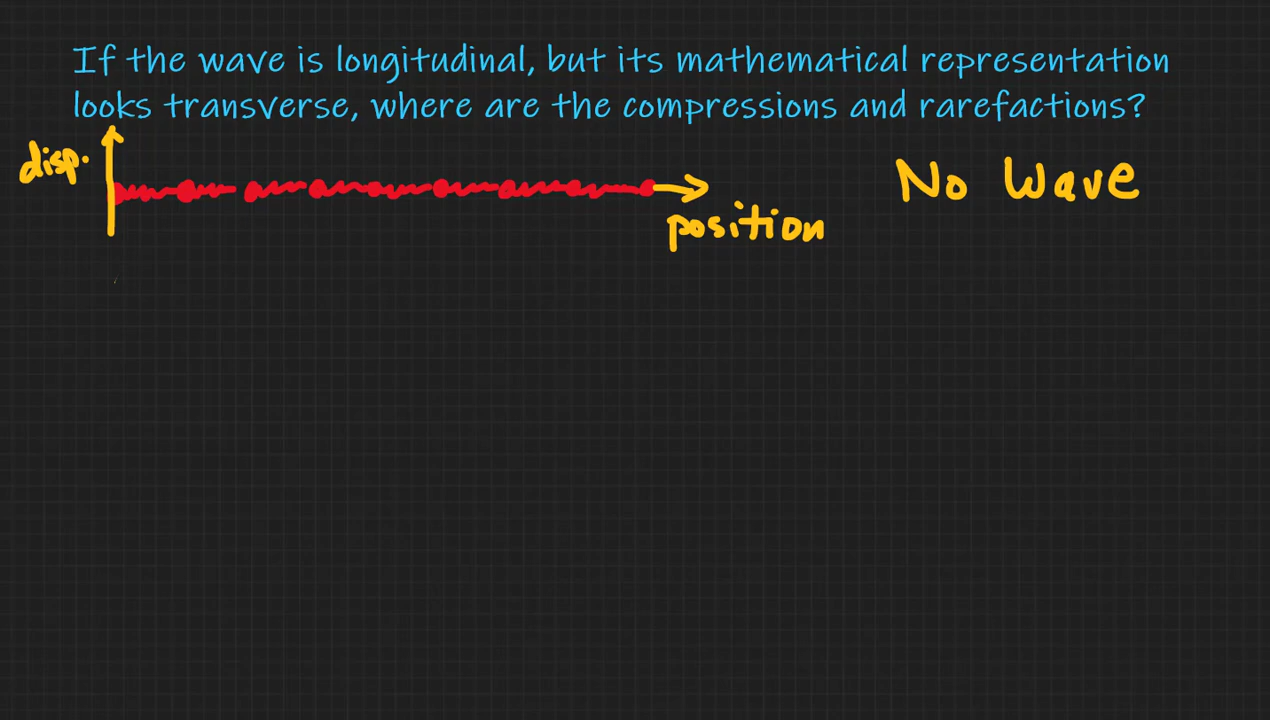 If the wave is longitudinal, but its mathematical representation
looks transverse, where are the compressions and rarefactions?
disp.
No Wave
position